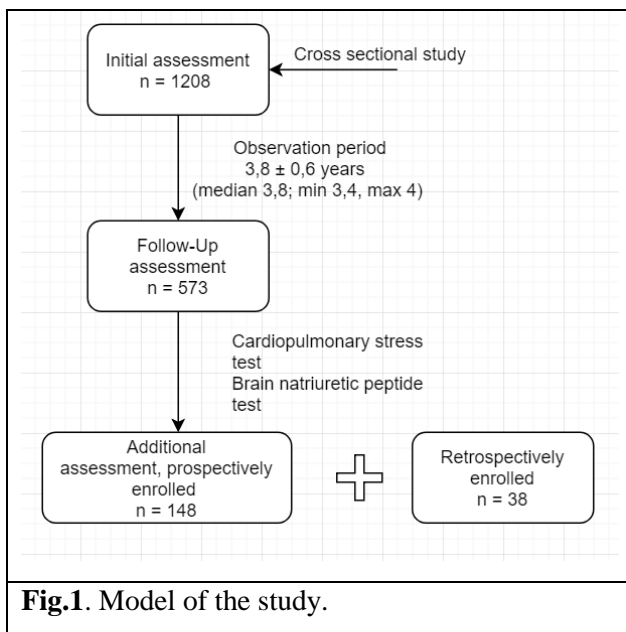 Initial assessment
n = 1208
Cross sectional study
Observation period
3,8 ± 0,6 years
(median 3,8; min 3,4, max 4)
Follow-Up
assessment
n = 573
Cardiopulmonary stress
test
Brain natriuretic peptide
test
Additional
assessment, prospectively
enrolled
n = 148
Retrospectively
enrolled
n = 38
Fig.1. Model of the study.